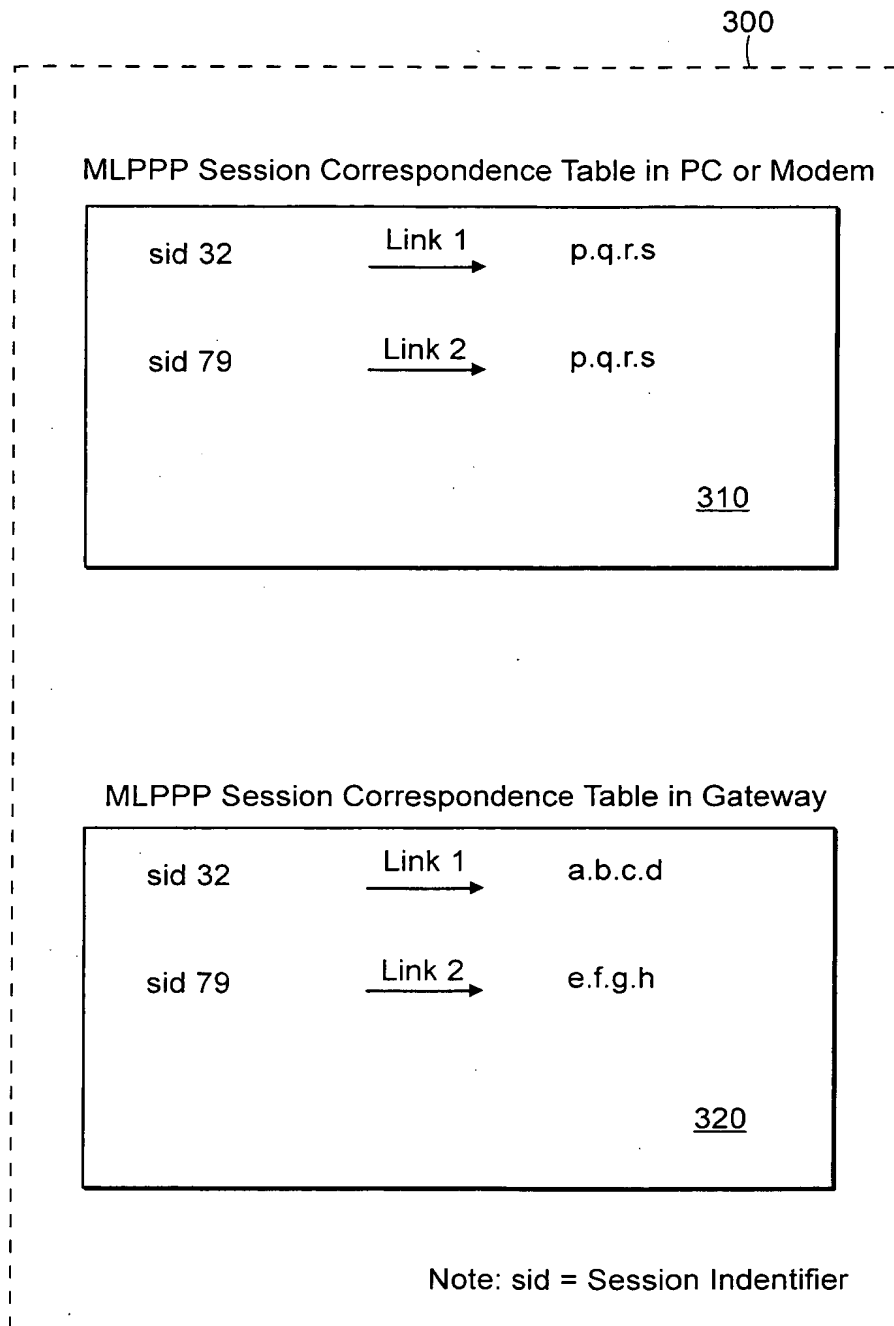 300
MLPPP Session Correspondence Table in PC or Modem
sid 32 Link 1 p.q.r.s
sid 79 Link 2 p.q.r.s
310
MLPPP Session Correspondence Table in Gateway
sid 32 Link 1 a.b.c.d
sid 79 Link 2 e.f.g.h
320
Note: sid = Session Indentifier